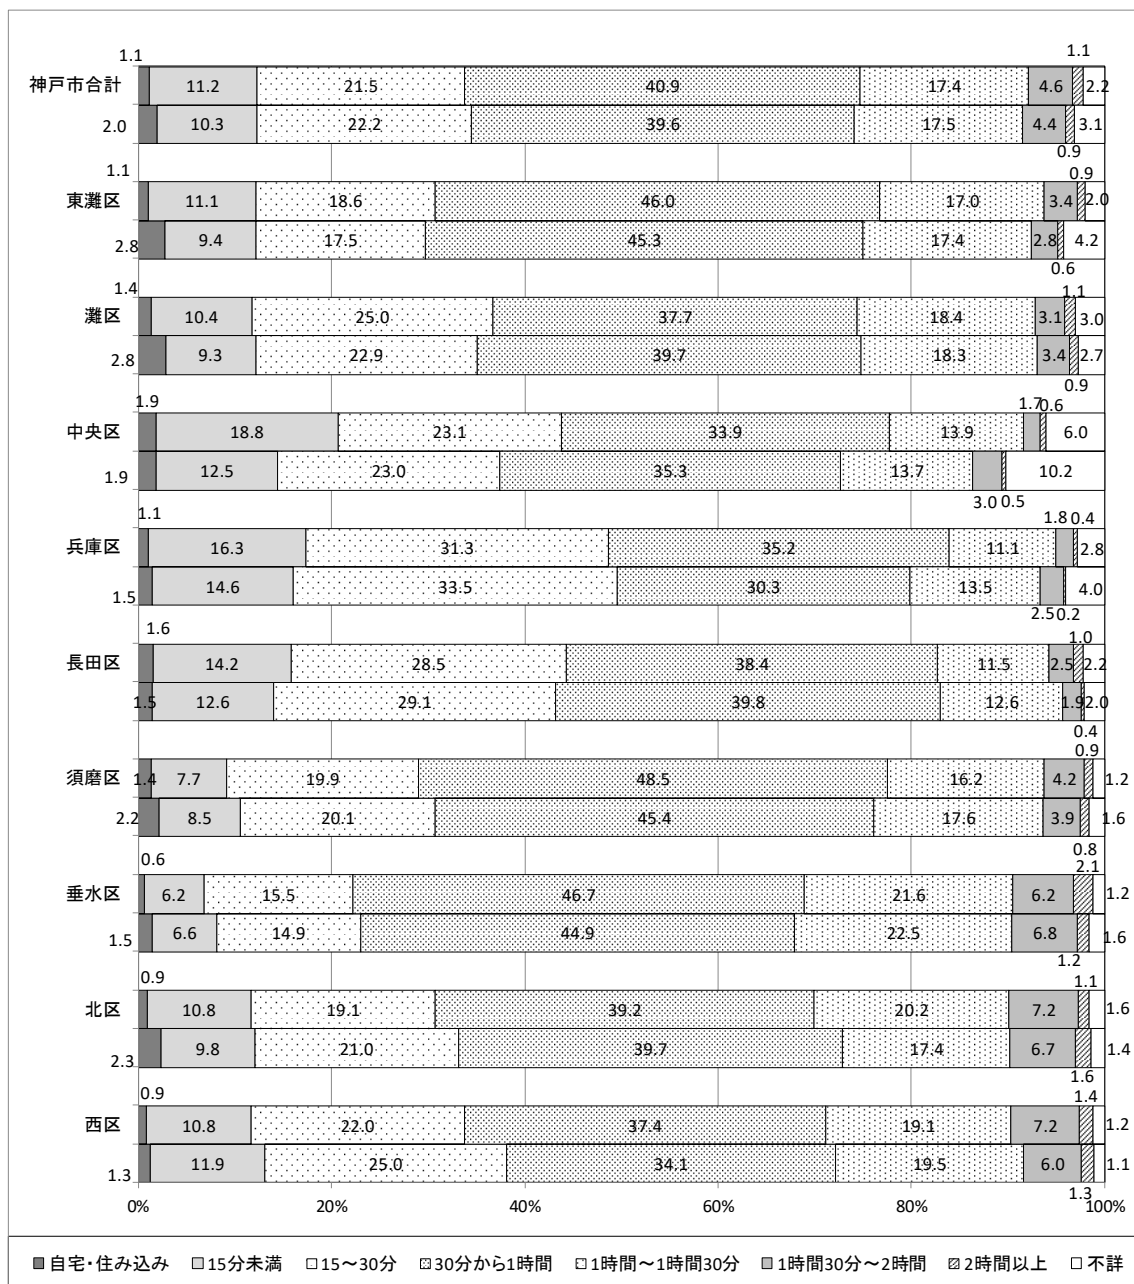 1.1 1.1
神戸市合計 11.2 21.5 40.9 17.4 4.6 2.2
2.0 10.3 22.2 39.6 17.5 4.4 3.1
0.9
1.1 0.9
東灘区 11.1 18.6 46.0 17.0 3.4 2.0
2.8 9.4 17.5 45.3 17.4 2.8 4.2
0.6
1.4 1.1
灘区 10.4 25.0 37.7 18.4 3.1 3.0
2.8 9.3 22.9 39.7 18.3 3.4 2.7
0.9
1.9 1.7 0.6
中央区 18.8 23.1 33.9 13.9 6.0
1.9 12.5 23.0 35.3 13.7 10.2
3.0 0.5
1.1 1.8 0.4
兵庫区 16.3 31.3 35.2 11.1 2.8
1.5 14.6 33.5 30.3 13.5 4.0
2.5 0.2
1.6 1.0
長田区 14.2 28.5 38.4 11.5 2.5 2.2
1.5 12.6 29.1 39.8 12.6 1.9 2.0
0.4
0.9
須磨区 1.4 7.7 19.9 48.5 16.2 4.2 1.2
2.2 8.5 20.1 45.4 17.6 3.9 1.6
0.8
0.6 2.1
垂水区 6.2 15.5 46.7 21.6 6.2 1.2
1.5 6.6 14.9 44.9 22.5 6.8 1.6
1.2
0.9 1.1
北区 10.8 19.1 39.2 20.2 7.2 1.6
2.3 9.8 21.0 39.7 17.4 6.7 1.4
1.6
0.9 1.4
西区 10.8 22.0 37.4 19.1 7.2 1.2
1.3 11.9 25.0 34.1 19.5 6.0 1.1
1.3
0% 20% 40% 60% 80% 100%
自宅・住み込み 15分未満 15～30分 30分から1時間 1時間～1時間30分 1時間30分～2時間 2時間以上 不詳